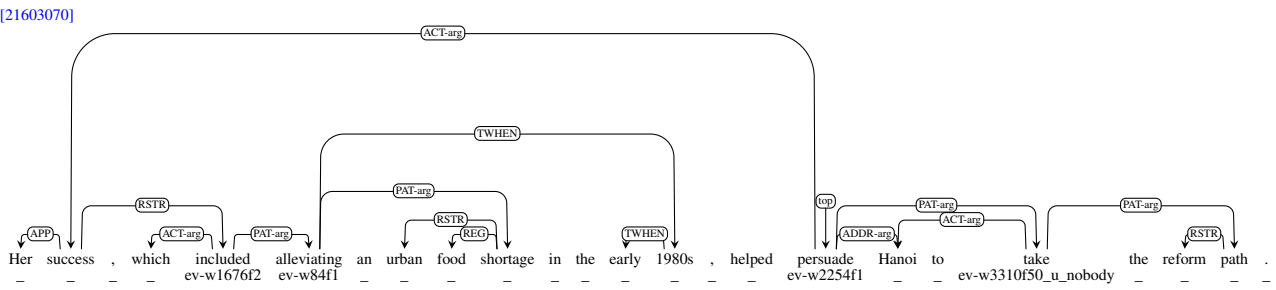 [21603070]
ACT-arg
TWHEN
PAT-arg
RSTR top PAT-arg PAT-arg
RSTR ACT-arg
APP ACT-arg PAT-arg REG TWHEN ADDR-arg RSTR
Her success , which included alleviating an urban food shortage in the early 1980s , helped persuade Hanoi to take the reform path .
_ _ _ _ ev-w1676f2 ev-w84f1 _ _ _ _ _ _ _ _ _ _ ev-w2254f1 _ _ ev-w3310f50_u_nobody _ _ _ _